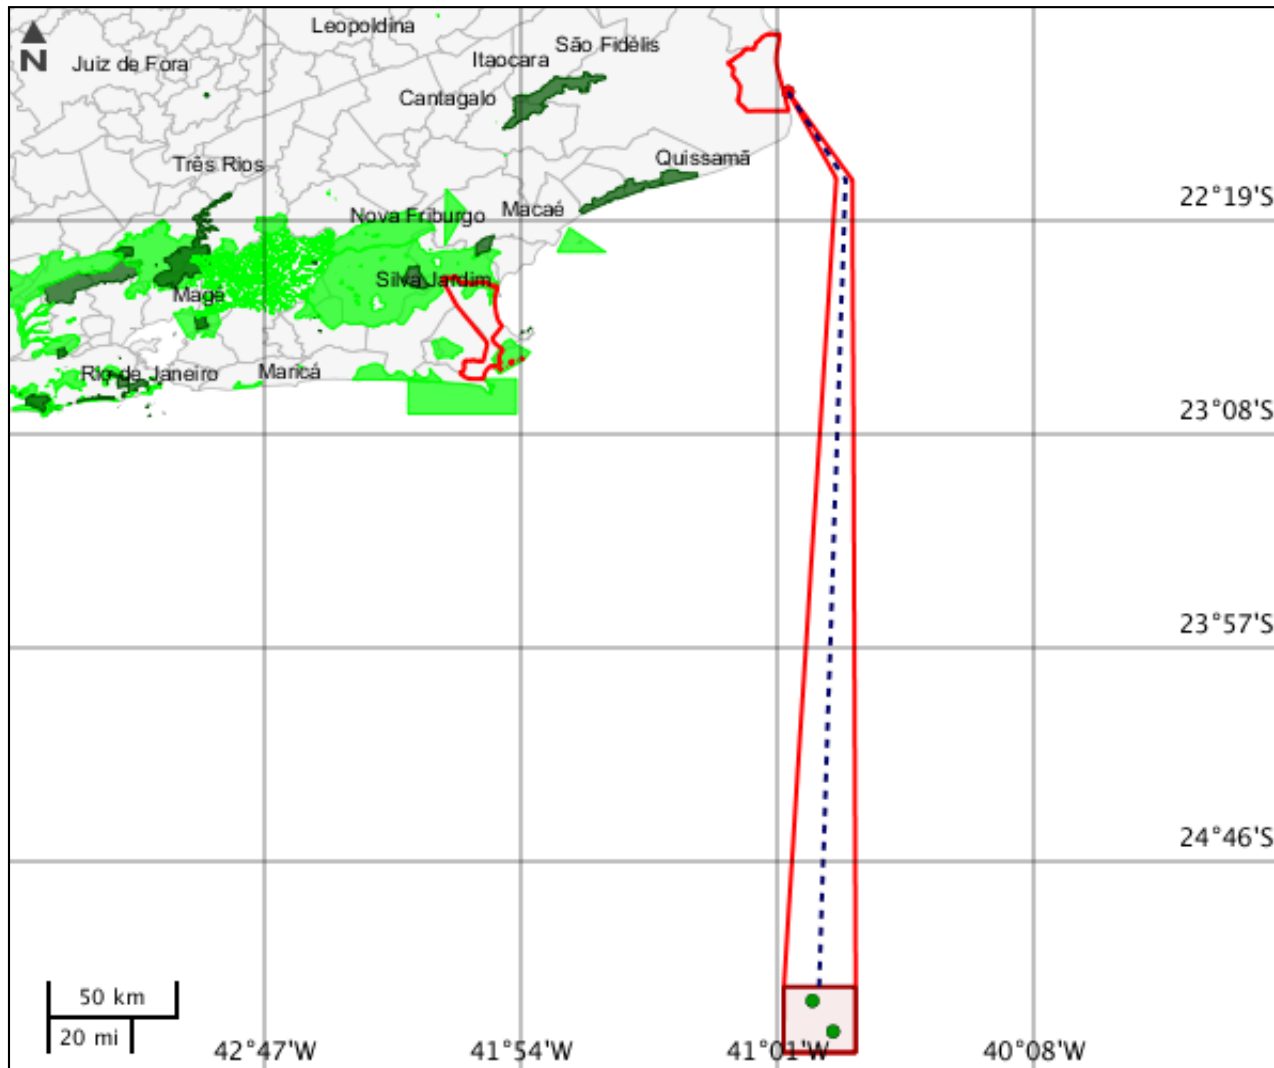 Leopoldina
São Fidélis
N
Juiz de Fora
Itaocara
Cantagalo
Três Rios
Quissamã
22°19'S
Nova Friburgo
Macaé
Silva Jardim
Magé
Rio de Janeiro
Maricá
23°08'S
23°57'S
24°46'S
50 km
20 mi
42°47'W
41°54'W
41°01'W
40°08'W